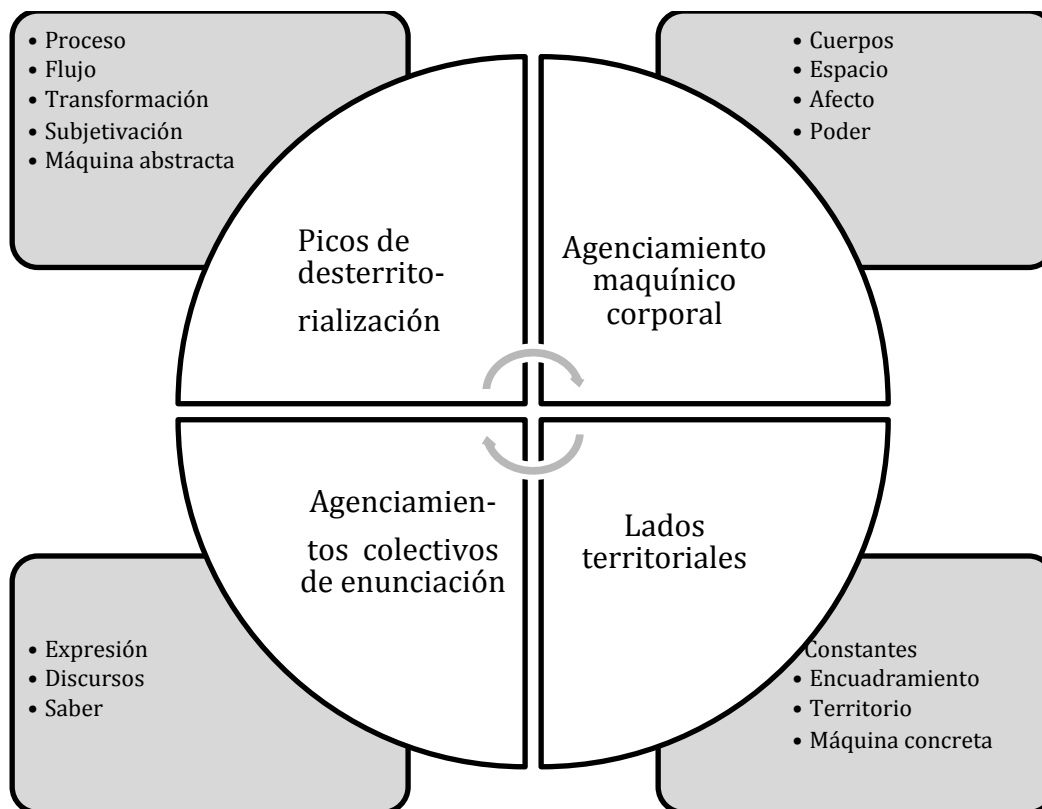 • Proceso
• Flujo
• Transformación
• Subjetivación
• Máquina abstracta
• Cuerpos
• Espacio
• Afecto
• Poder
Picos de
desterrito-
rialización
Agenciamiento
maquínico
corporal
Agenciamien-
tos colectivos
de enunciación
Lados
territoriales
• Expresión
• Discursos
• Saber
Constantes
• Encuadramiento
• Territorio
• Máquina concreta